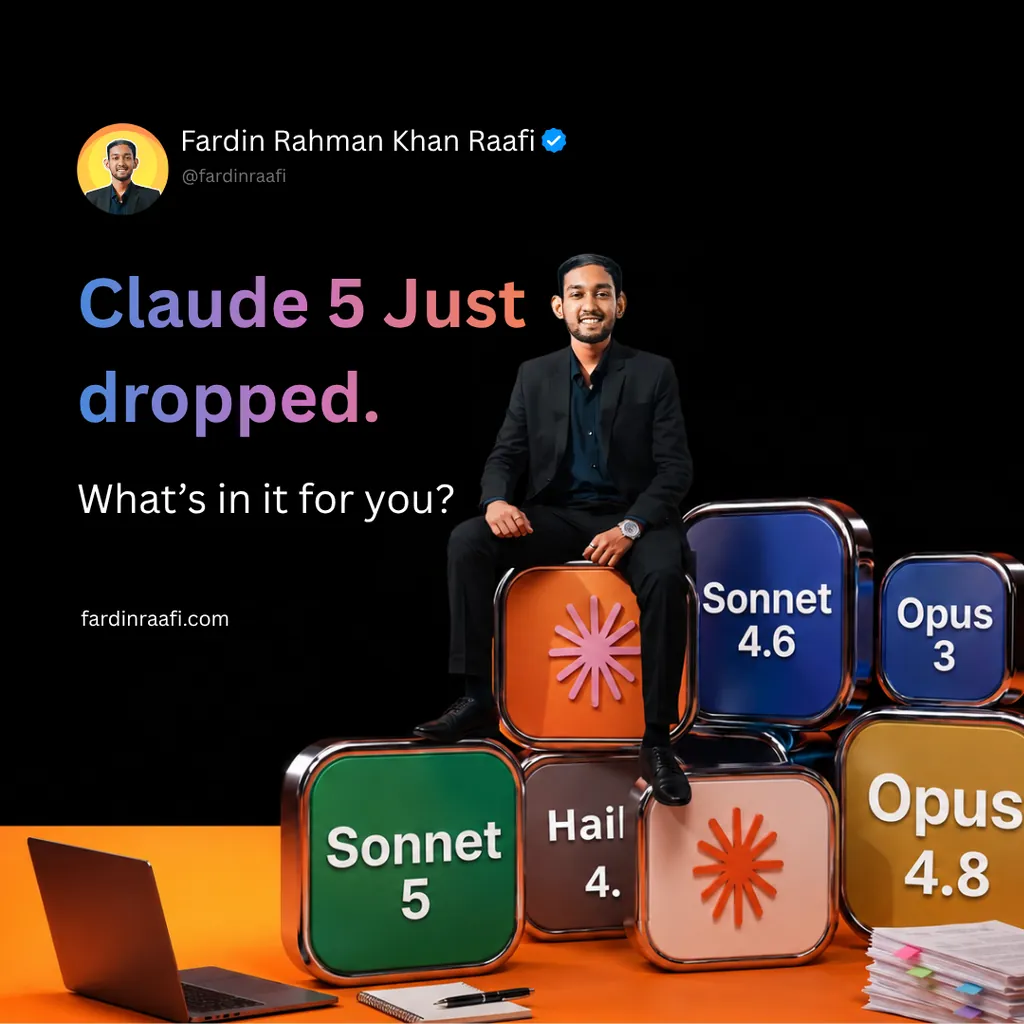 Fardin Rahman Khan Raafi
@fardinraafi
Claude 5 Just
dropped.
What's in it for you?
fardinraafi.com
Sonnet
4.6
Opus
3
Sonnet
5
Hail
4.
Opus
4.8